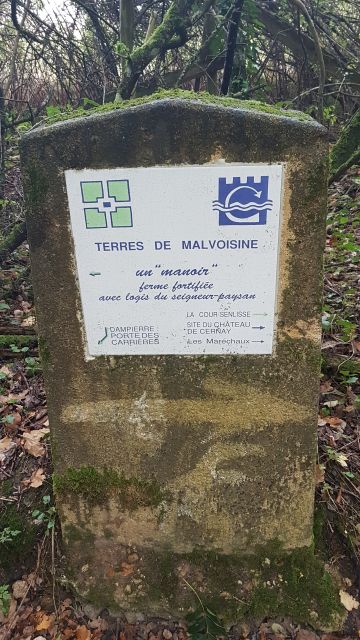 TERRES DE MALVOISINE
un "manoir"
ferme fortifiée
avec logis du seigneur-paysan
LA COUR-SENLISSE
DAMPIERRE
PORTE DES
CARRIÈRES
SITE DU CHÂTEAU
DE CERNAY
Les Maréchaux